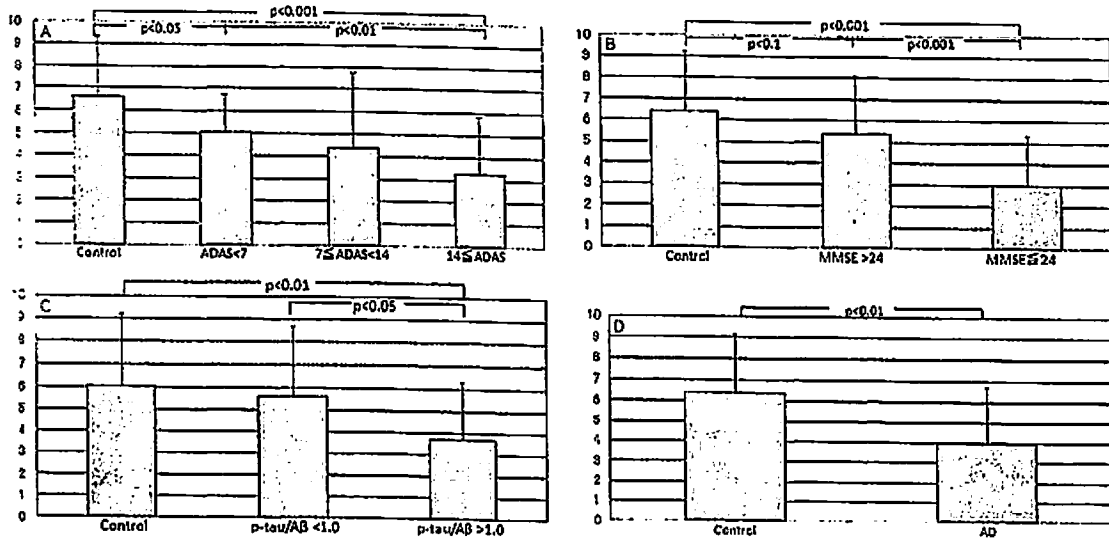 p<0.001
p<0.05 p<0.01
A
10
9
8
7
6
5
4
3
2
1
Control ADAS<7 7≦ADAS<14 14≦ADAS
p<0.001
p<0.1 p<0.001
B
10
9
8
7
6
5
4
3
2
1
0
Control MMSE >24 MMSE≦24
p<0.01
p<0.05
C
10
9
8
7
6
5
4
3
2
1
0
Control p-tau/Aβ <1.0 p-tau/Aβ >1.0
p<0.01
D
10
9
8
7
6
5
4
3
2
1
0
Control AD